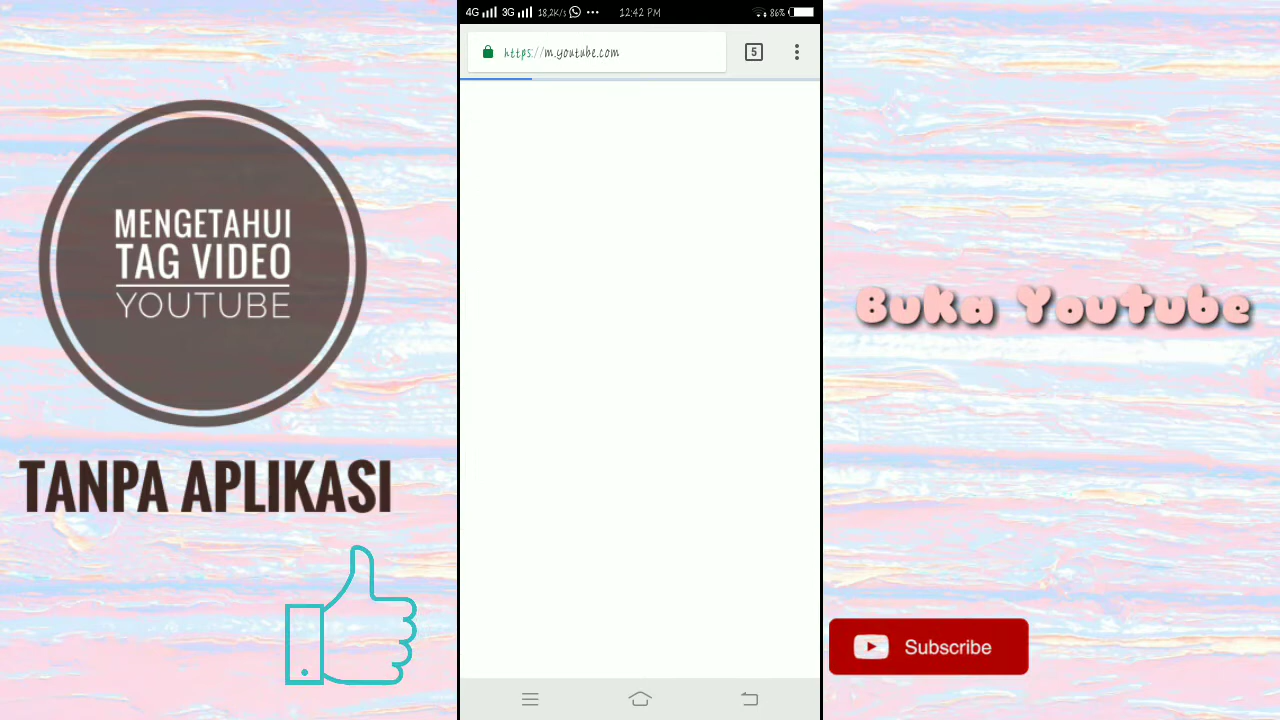 4G 3G 18,2K/s 12:42 PM 86%
https://m.youtube.com
5
MENGETAHUI
TAG VIDEO
YOUTUBE
TANPA APLIKASI
Buka Youtube
Subscribe